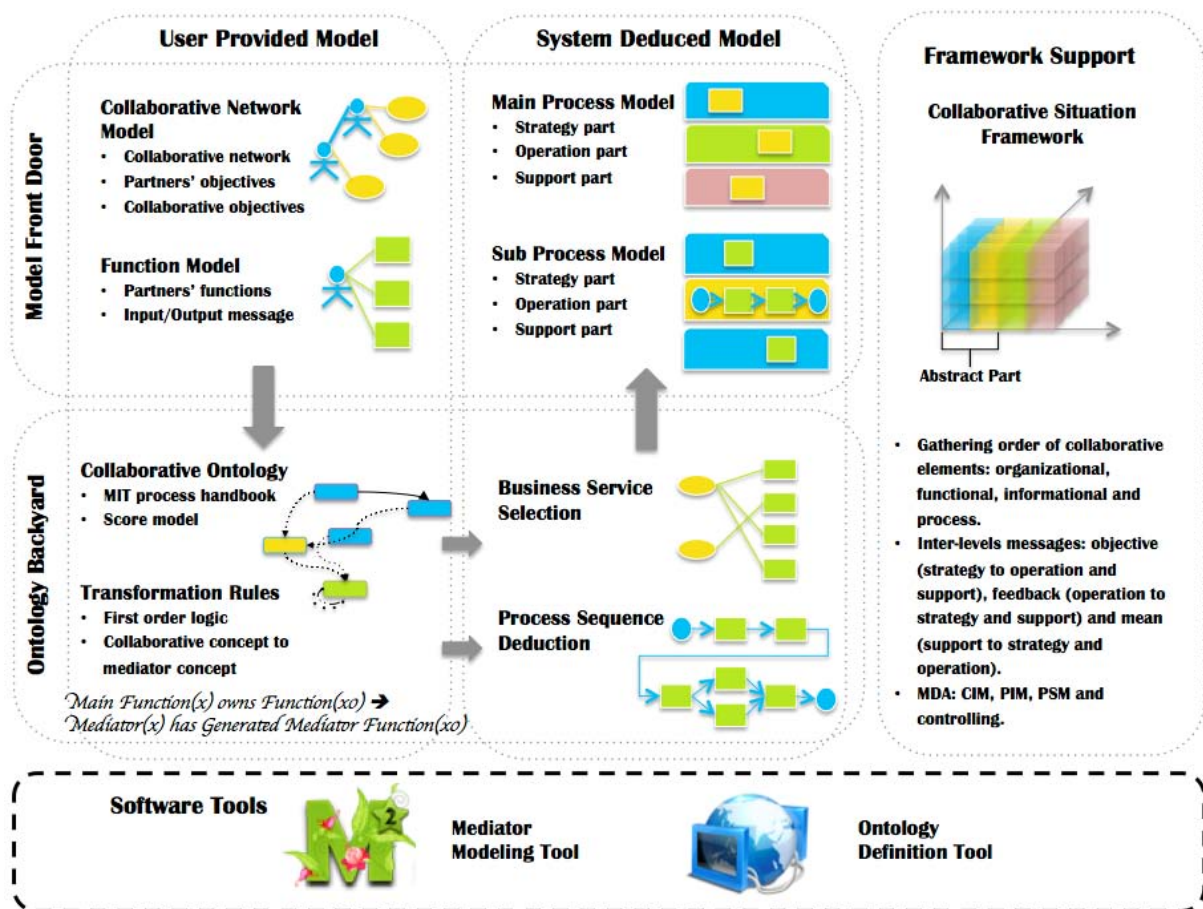 User Provided Model
System Deduced Model
Framework Support
Model Front Door
Collaborative Network
Model
• Collaborative network
• Partners' objectives
• Collaborative objectives
Function Model
• Partners' functions
• Input/Output message
Main Process Model
• Strategy part
• Operation part
• Support part
Sub Process Model
• Strategy part
• Operation part
• Support part
Collaborative Situation
Framework
Abstract Part
Ontology Backyard
Collaborative Ontology
• MIT process handbook
• Score model
Transformation Rules
• First order logic
• Collaborative concept to
mediator concept
Main Function(x) owns Function(xo) ➔
Mediator(x) has Generated Mediator Function(xo)
Business Service
Selection
Process Sequence
Deduction
• Gathering order of collaborative
elements: organizational,
functional, informational and
process.
• Inter-levels messages: objective
(strategy to operation and
support), feedback (operation to
strategy and support) and mean
(support to strategy and
operation).
• MDA: CIM, PIM, PSM and
controlling.
Software Tools
M
2
Mediator
Modeling Tool
Ontology
Definition Tool